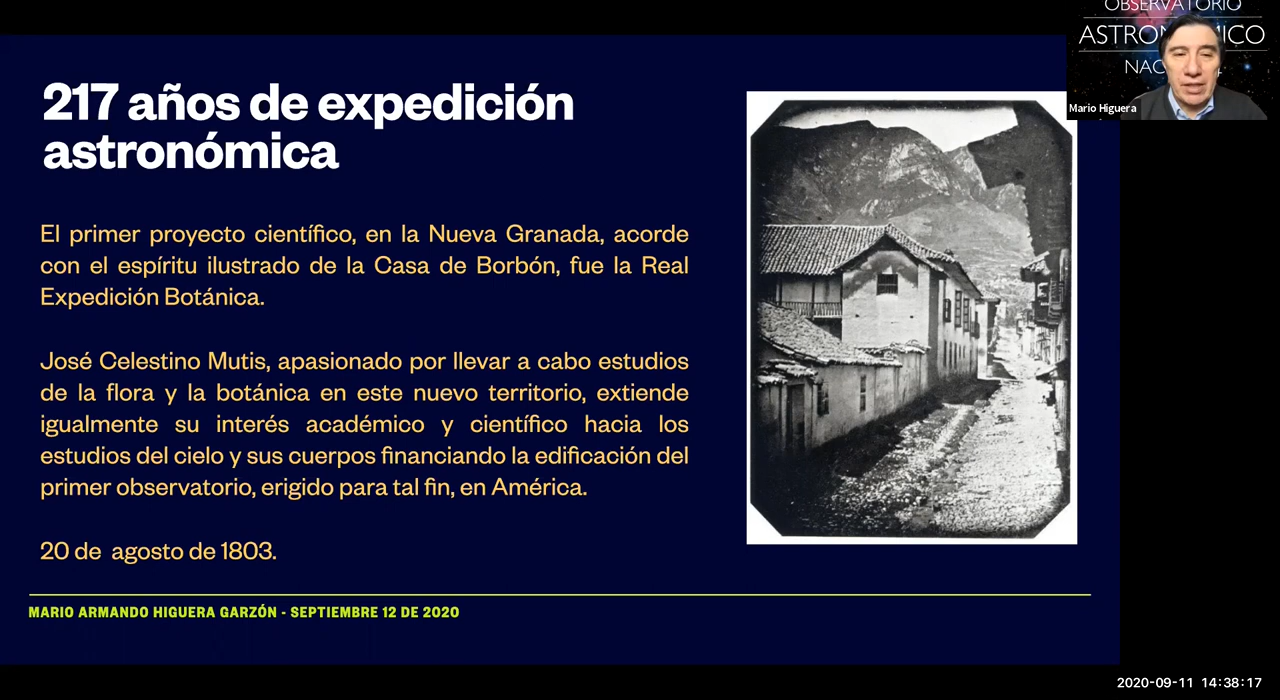 217 años de expedición
astronómica
El primer proyecto científico, en la Nueva Granada, acorde
con el espíritu ilustrado de la Casa de Borbón, fue la Real
Expedición Botánica.
José Celestino Mutis, apasionado por llevar a cabo estudios
de la flora y la botánica en este nuevo territorio, extiende
igualmente su interés académico y científico hacia los
estudios del cielo y sus cuerpos financiando la edificación del
primer observatorio, erigido para tal fin, en América.
20 de agosto de 1803.
MARIO ARMANDO HIGUERA GARZÓN - SEPTIEMBRE 12 DE 2020
OBSERVATORIO
Mario Higuera
2020-09-11 14:38:17